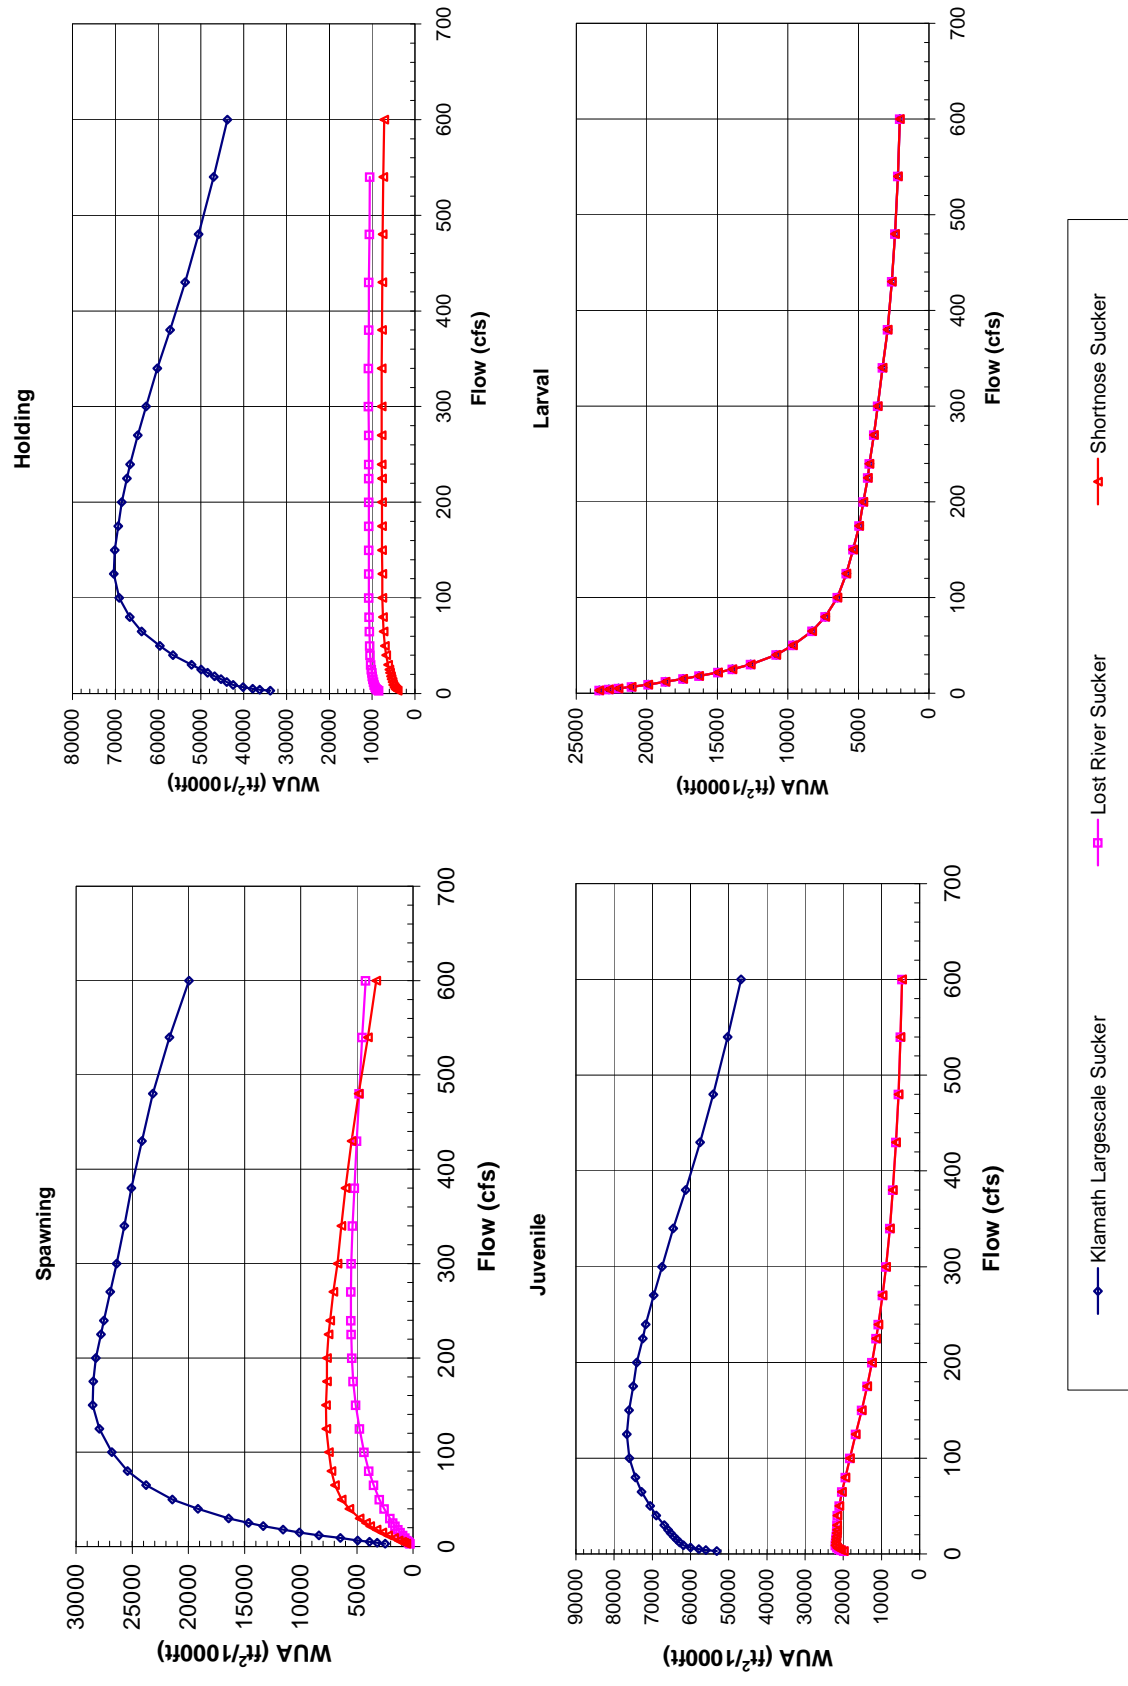 Spawning
WUA (ft²/1000ft)
30000
25000
20000
15000
10000
5000
0
0 100 200 300 400 500 600 700
Flow (cfs)
Holding
WUA (ft²/1000ft)
80000
70000
60000
50000
40000
30000
20000
10000
0
0 100 200 300 400 500 600 700
Flow (cfs)
Juvenile
WUA (ft²/1000ft)
90000
80000
70000
60000
50000
40000
30000
20000
10000
0
0 100 200 300 400 500 600 700
Flow (cfs)
Larval
WUA (ft²/1000ft)
25000
20000
15000
10000
5000
0
0 100 200 300 400 500 600 700
Flow (cfs)
Klamath Largescale Sucker Lost River Sucker Shortnose Sucker